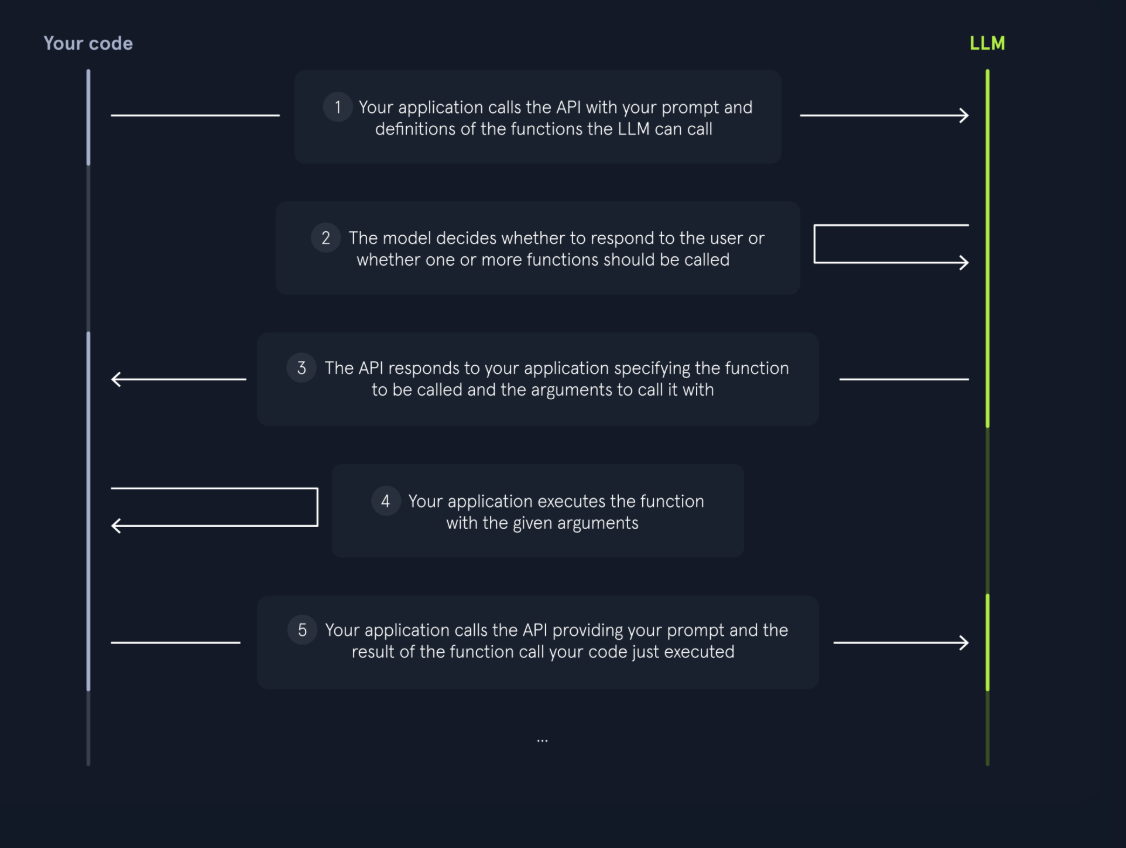 Your code
LLM
1 Your application calls the API with your prompt and
definitions of the functions the LLM can call
2 The model decides whether to respond to the user or
whether one or more functions should be called
3 The API responds to your application specifying the function
to be called and the arguments to call it with
4 Your application executes the function
with the given arguments
5 Your application calls the API providing your prompt and the
result of the function call your code just executed
...